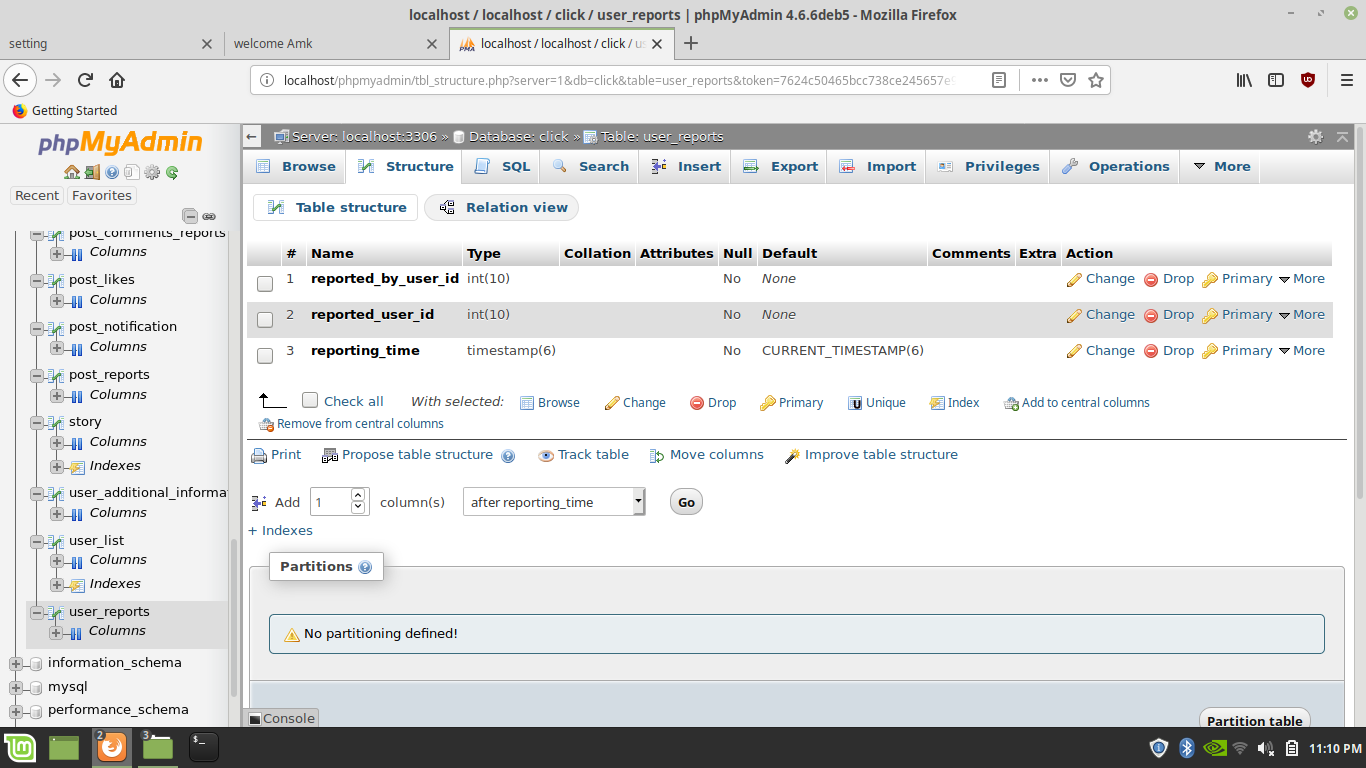 localhost / localhost / click / user_reports | phpMyAdmin 4.6.6deb5 - Mozilla Firefox
setting
welcome Amk
localhost / localhost / click / us
localhost/phpmyadmin/tbl_structure.php?server=1&db=click&table=user_reports&token=7624c50465bcc738ce245657e5
Getting Started
phpMyAdmin
Recent
Favorites
post_comments_reports
Columns
post_likes
Columns
post_notification
Columns
post_reports
Columns
story
Columns
Indexes
user_additional_informat
Columns
user_list
Columns
Indexes
user_reports
Columns
information_schema
mysql
performance_schema
Server: localhost:3306 » Database: click » Table: user_reports
Browse Structure SQL Search Insert Export Import Privileges Operations More
Table structure Relation view
# Name Type Collation Attributes Null Default Comments Extra Action
1 reported_by_user_id int(10) No None Change Drop Primary More
2 reported_user_id int(10) No None Change Drop Primary More
3 reporting_time timestamp(6) No CURRENT_TIMESTAMP(6) Change Drop Primary More
Check all With selected: Browse Change Drop Primary Unique Index Add to central columns
Remove from central columns
Print Propose table structure Track table Move columns Improve table structure
Add 1 column(s) after reporting_time Go
+ Indexes
Partitions
No partitioning defined!
Partition table
Console
2
3
11:10 PM